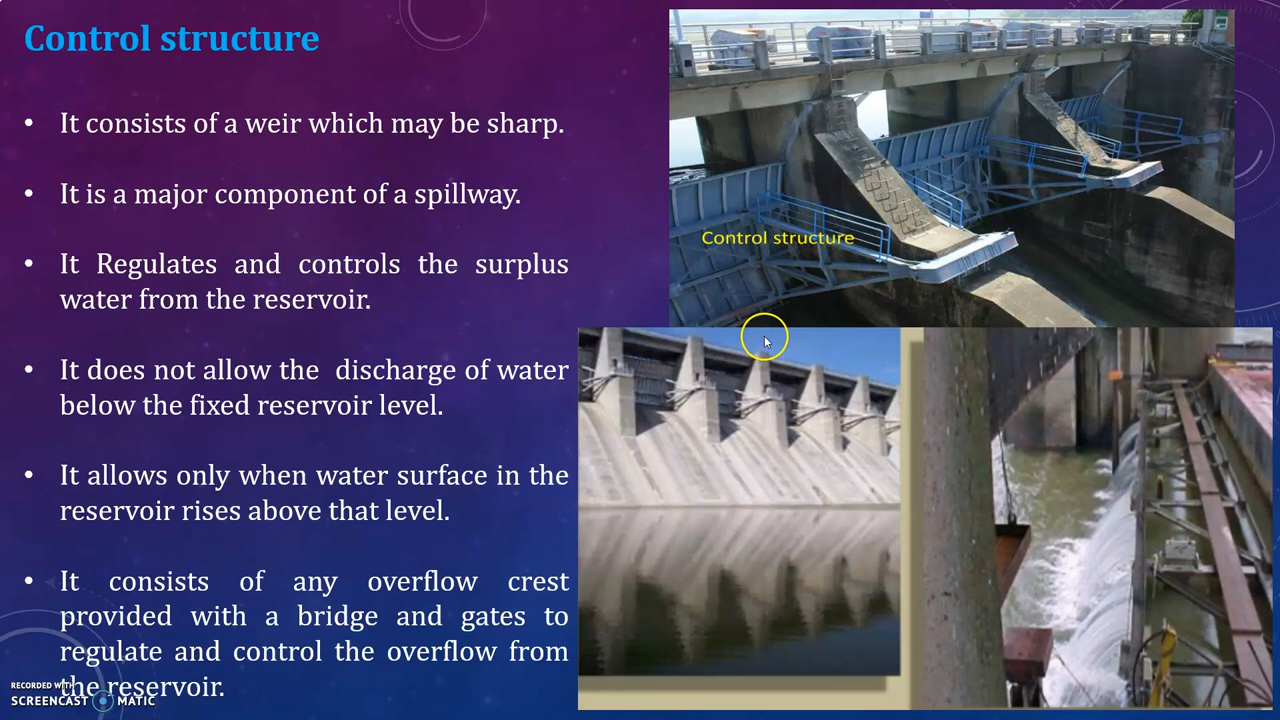 Control structure
• It consists of a weir which may be sharp.
• It is a major component of a spillway.
• It Regulates and controls the surplus
water from the reservoir.
• It does not allow the discharge of water
below the fixed reservoir level.
• It allows only when water surface in the
reservoir rises above that level.
• It consists of any overflow crest
provided with a bridge and gates to
regulate and control the overflow from
the reservoir.
Control structure
RECORDED WITH
SCREENCAST MATIC